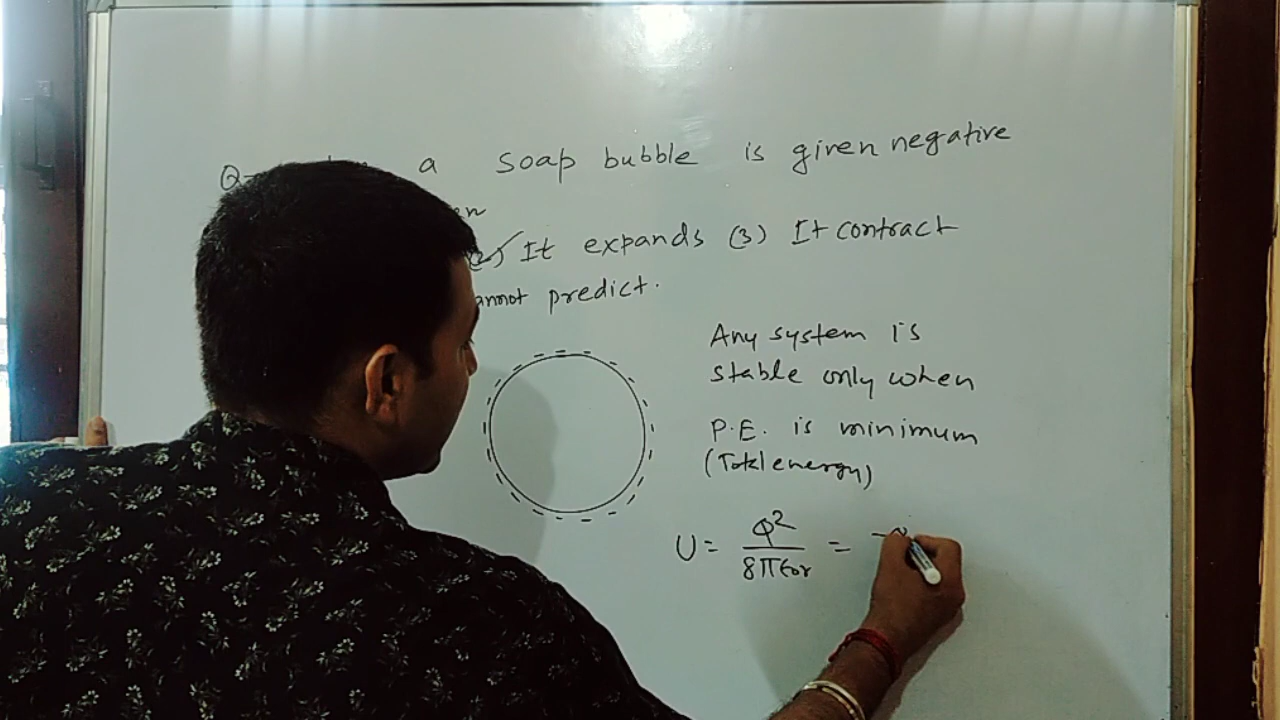 Q- a soap bubble is given negative
It expands (3) It contract
predict.
Any system is
stable only when
P.E. is minimum
(Total energy)
U = Q²/8πε₀r =